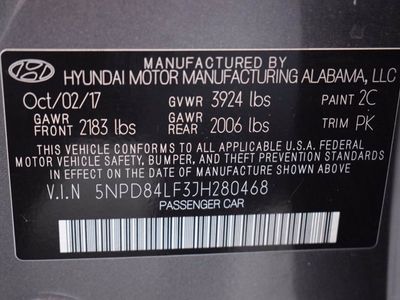 MANUFACTURED BY
HYUNDAI MOTOR MANUFACTURING ALABAMA, LLC
Oct/02/17 GVWR 3924 lbs PAINT 2C
GAWR FRONT 2183 lbs GAWR REAR 2006 lbs TRIM PK
THIS VEHICLE CONFORMS TO ALL APPLICABLE U.S. FEDERAL
MOTOR VEHICLE SAFETY, BUMPER, AND THEFT PREVENTION STANDARDS
IN EFFECT ON THE DATE OF MANUFACTURE SHOWN ABOVE.
V.I.N 5NPD84LF3JH280468
PASSENGER CAR